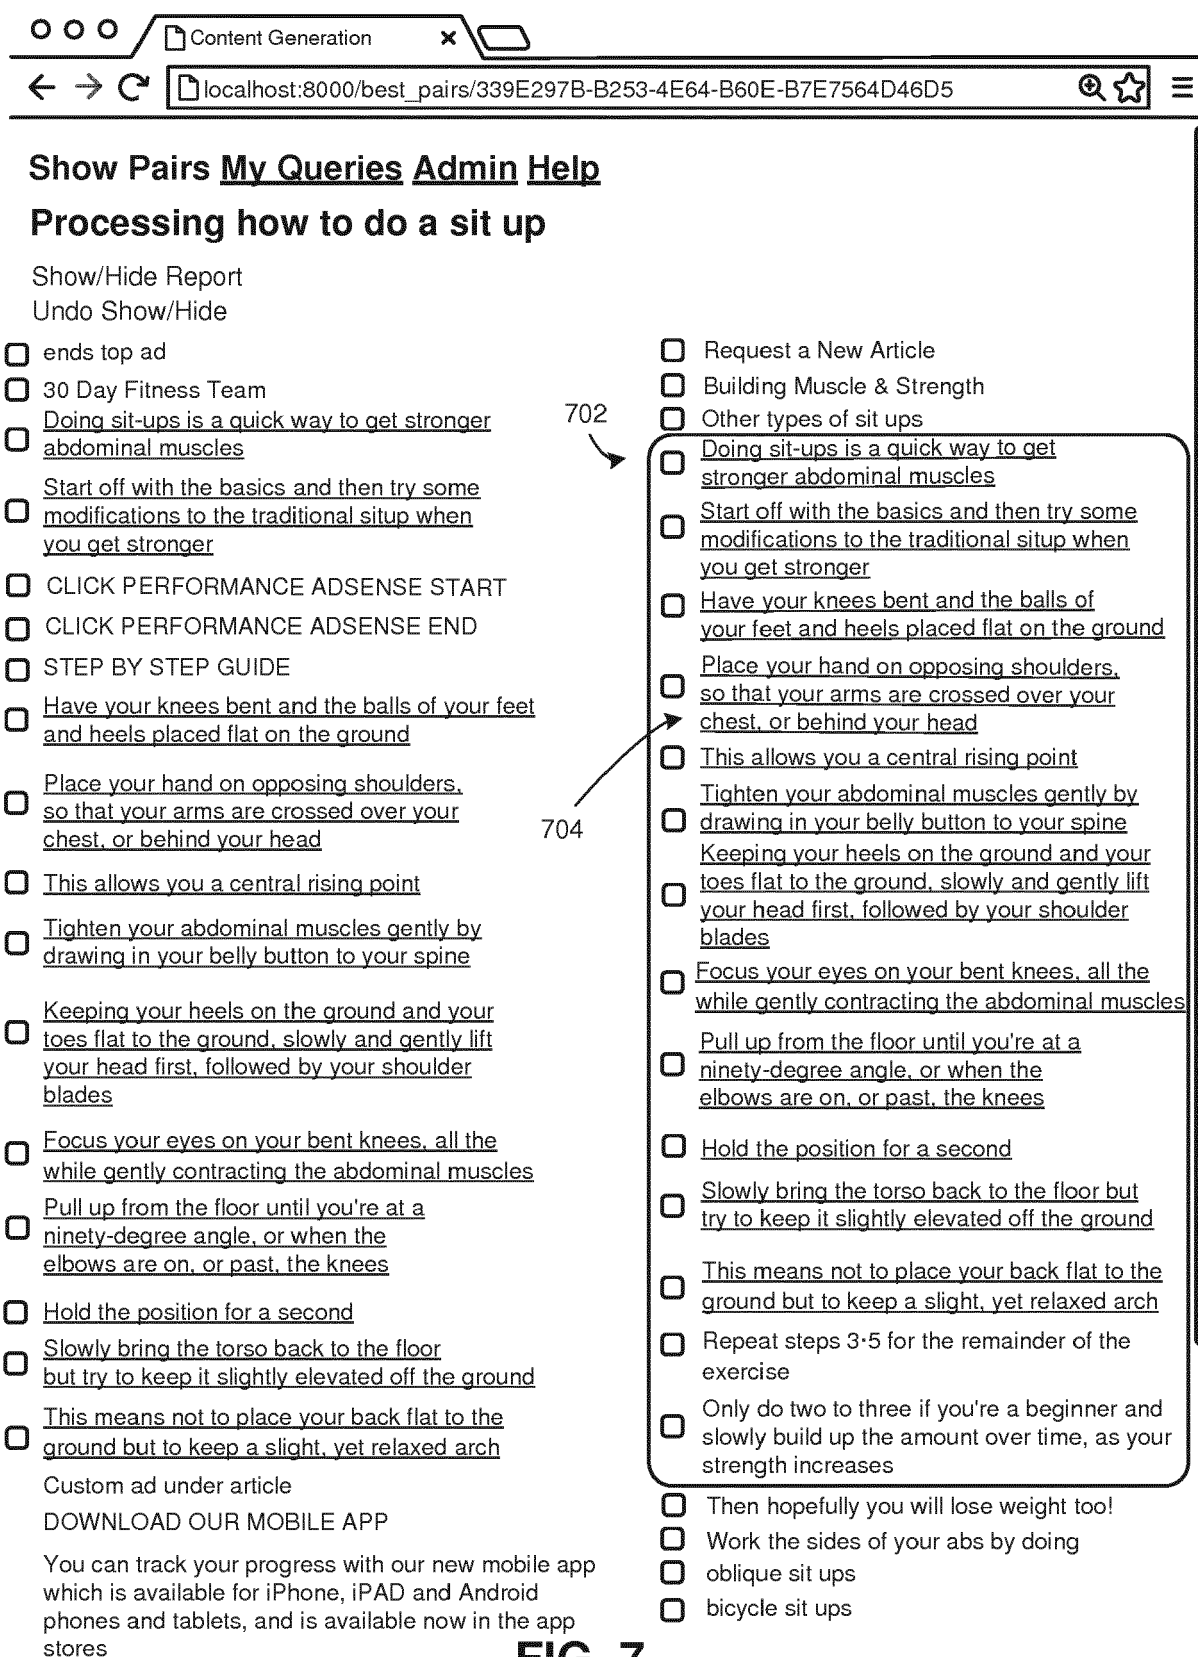 Content Generation
localhost:8000/best_pairs/339E297B-B253-4E64-B60E-B7E7564D46D5
Show Pairs My Queries Admin Help
Processing how to do a sit up
Show/Hide Report
Undo Show/Hide
ends top ad
30 Day Fitness Team
Doing sit-ups is a quick way to get stronger
abdominal muscles
Start off with the basics and then try some
modifications to the traditional situp when
you get stronger
CLICK PERFORMANCE ADSENSE START
CLICK PERFORMANCE ADSENSE END
STEP BY STEP GUIDE
Have your knees bent and the balls of your feet
and heels placed flat on the ground
Place your hand on opposing shoulders,
so that your arms are crossed over your
chest, or behind your head
This allows you a central rising point
Tighten your abdominal muscles gently by
drawing in your belly button to your spine
Keeping your heels on the ground and your
toes flat to the ground, slowly and gently lift
your head first, followed by your shoulder
blades
Focus your eyes on your bent knees, all the
while gently contracting the abdominal muscles
Pull up from the floor until you're at a
ninety-degree angle, or when the
elbows are on, or past, the knees
Hold the position for a second
Slowly bring the torso back to the floor
but try to keep it slightly elevated off the ground
This means not to place your back flat to the
ground but to keep a slight, yet relaxed arch
Custom ad under article
DOWNLOAD OUR MOBILE APP
You can track your progress with our new mobile app
which is available for iPhone, iPAD and Android
phones and tablets, and is available now in the app
stores
702
704
Request a New Article
Building Muscle & Strength
Other types of sit ups
Doing sit-ups is a quick way to get
stronger abdominal muscles
Start off with the basics and then try some
modifications to the traditional situp when
you get stronger
Have your knees bent and the balls of
your feet and heels placed flat on the ground
Place your hand on opposing shoulders,
so that your arms are crossed over your
chest, or behind your head
This allows you a central rising point
Tighten your abdominal muscles gently by
drawing in your belly button to your spine
Keeping your heels on the ground and your
toes flat to the ground, slowly and gently lift
your head first, followed by your shoulder
blades
Focus your eyes on your bent knees, all the
while gently contracting the abdominal muscles
Pull up from the floor until you're at a
ninety-degree angle, or when the
elbows are on, or past, the knees
Hold the position for a second
Slowly bring the torso back to the floor but
try to keep it slightly elevated off the ground
This means not to place your back flat to the
ground but to keep a slight, yet relaxed arch
Repeat steps 3·5 for the remainder of the
exercise
Only do two to three if you're a beginner and
slowly build up the amount over time, as your
strength increases
Then hopefully you will lose weight too!
Work the sides of your abs by doing
oblique sit ups
bicycle sit ups
FIG. 7